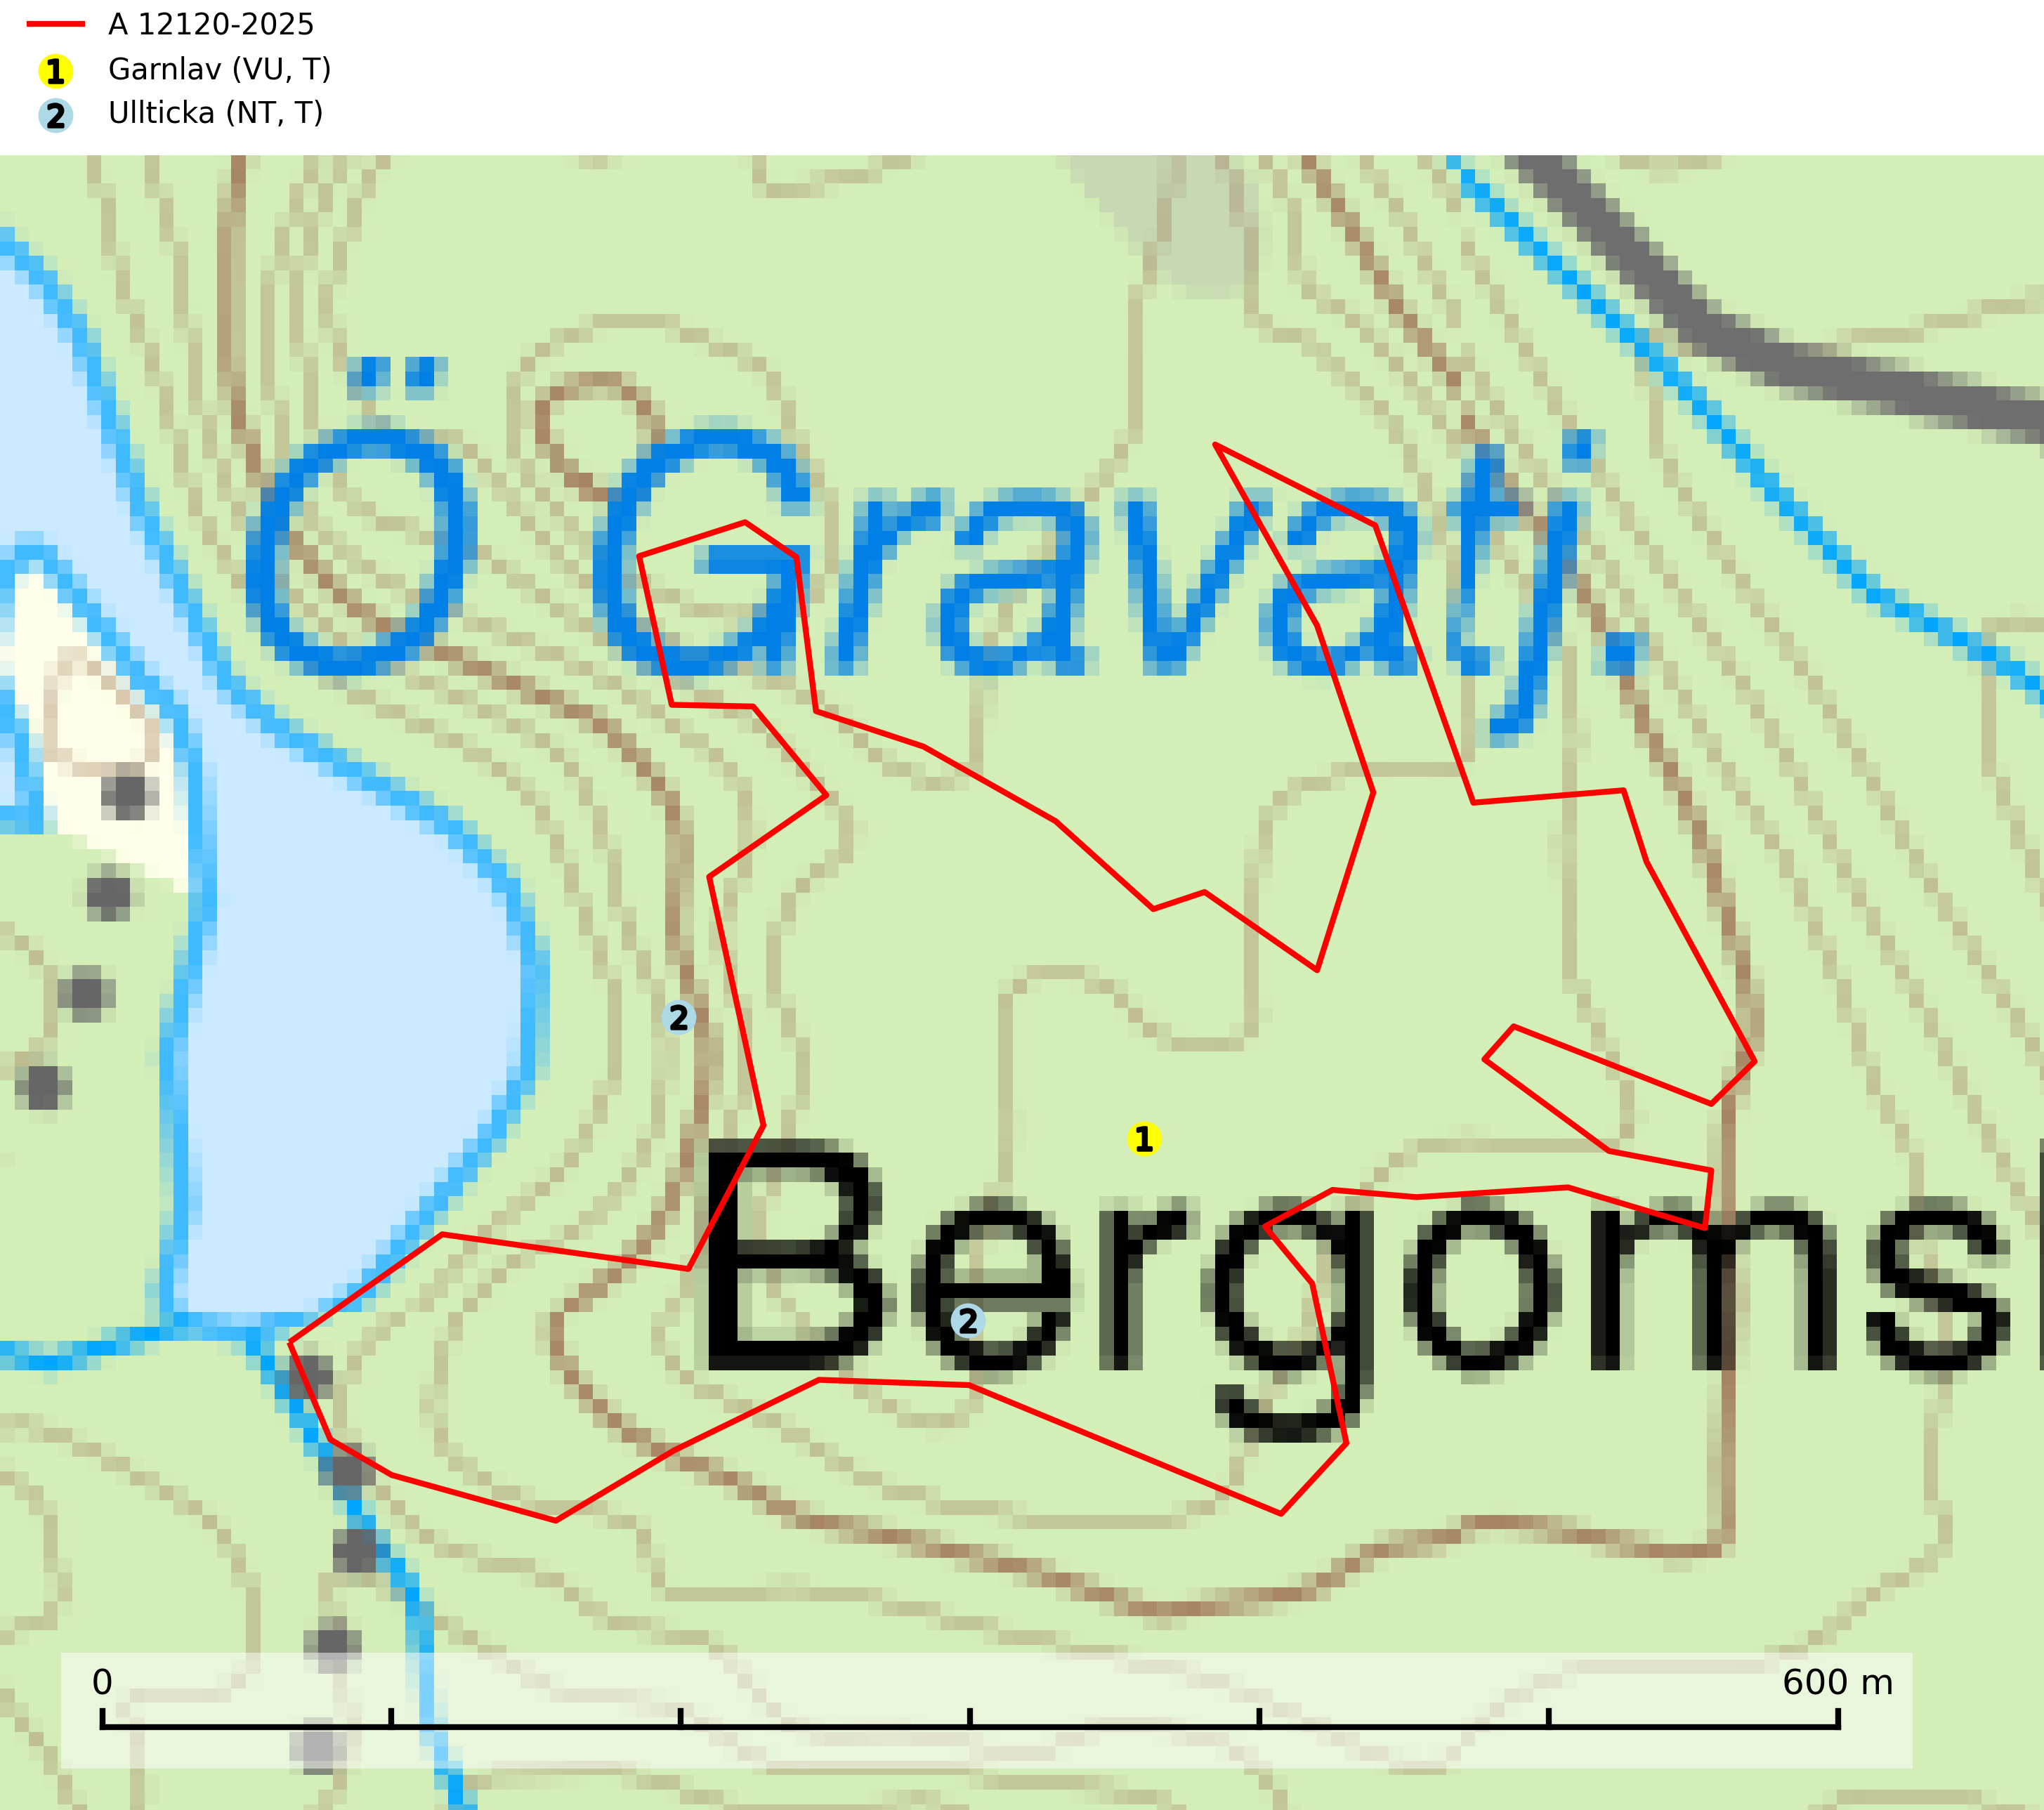 A 12120-2025
1 Garnlav (VU, T)
2 Ullticka (NT, T)
Ö Gravatj.
2
1
Bergoms
2
0 600 m